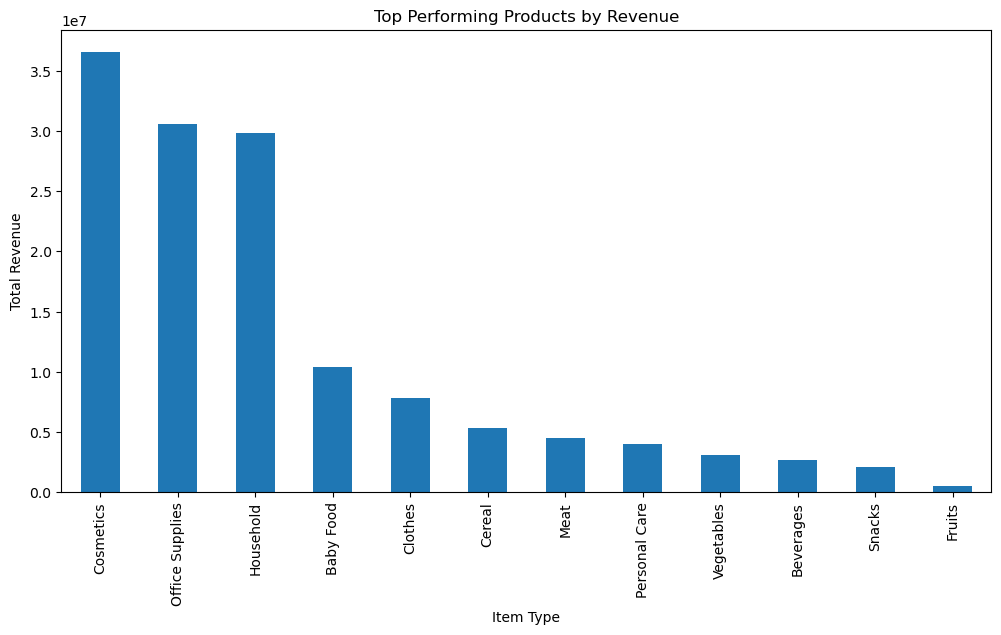 Top Performing Products by Revenue
1e7
3.5
3.0
2.5
2.0
1.5
1.0
0.5
0.0
Total Revenue
Cosmetics
Office Supplies
Household
Baby Food
Clothes
Cereal
Meat
Personal Care
Vegetables
Beverages
Snacks
Fruits
Item Type